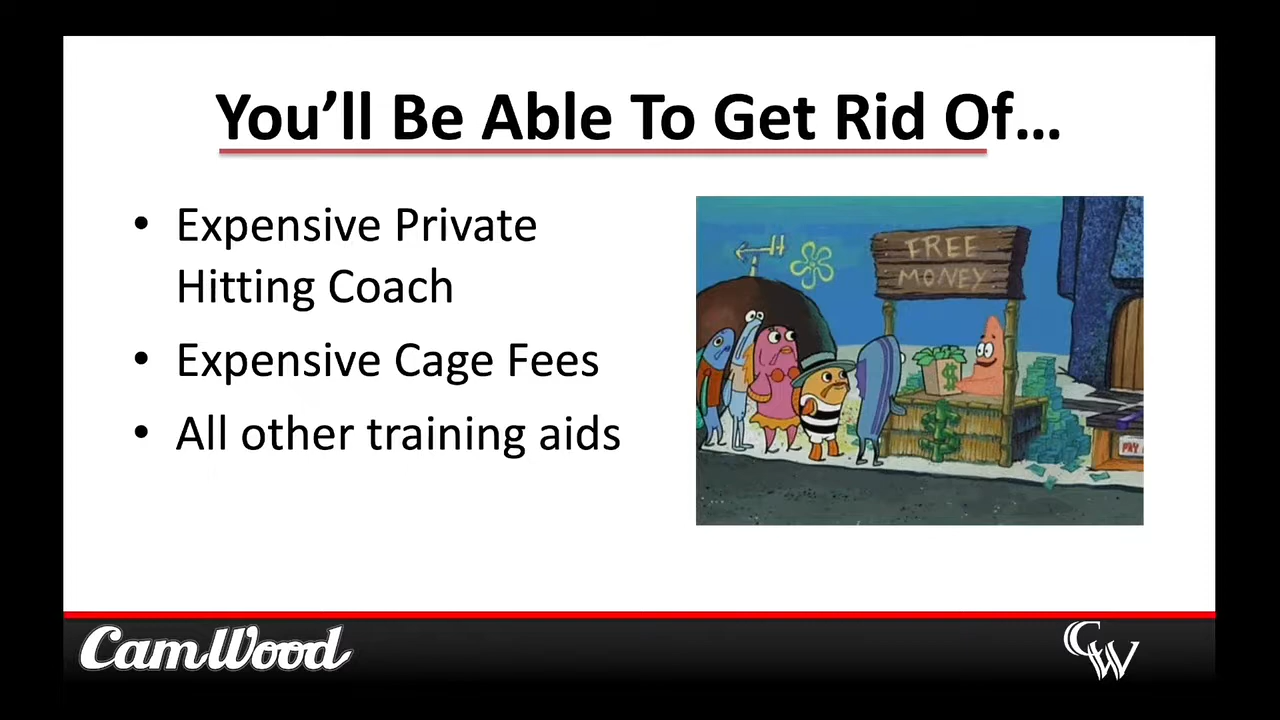 You'll Be Able To Get Rid Of...
• Expensive Private
Hitting Coach
• Expensive Cage Fees
• All other training aids
FREE
MONEY
$
PAY
CamWood
CW